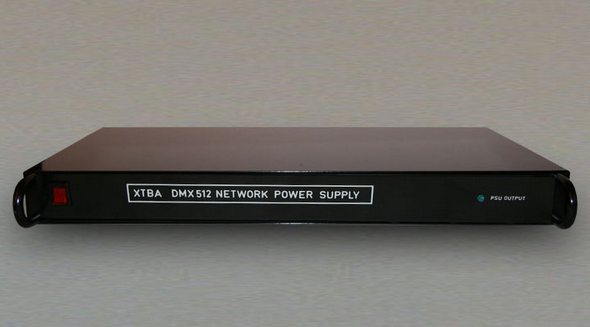 XTBA DMX512 NETWORK POWER SUPPLY
PSU OUTPUT